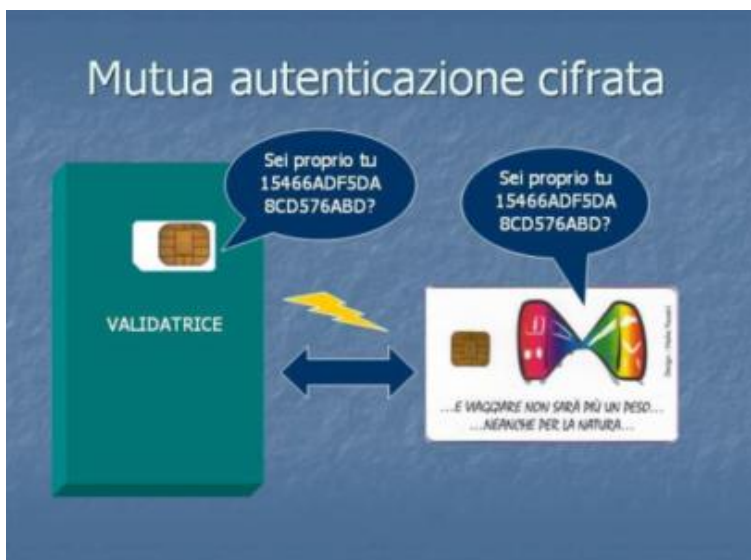 Mutua autenticazione cifrata
Sei proprio tu
15466ADF5DA
8CD576ABD?
Sei proprio tu
15466ADF5DA
8CD576ABD?
VALIDATRICE
...E VIAGGIARE NON SARÀ PIÙ UN PESO...
...NEANCHE PER LA NATURA...